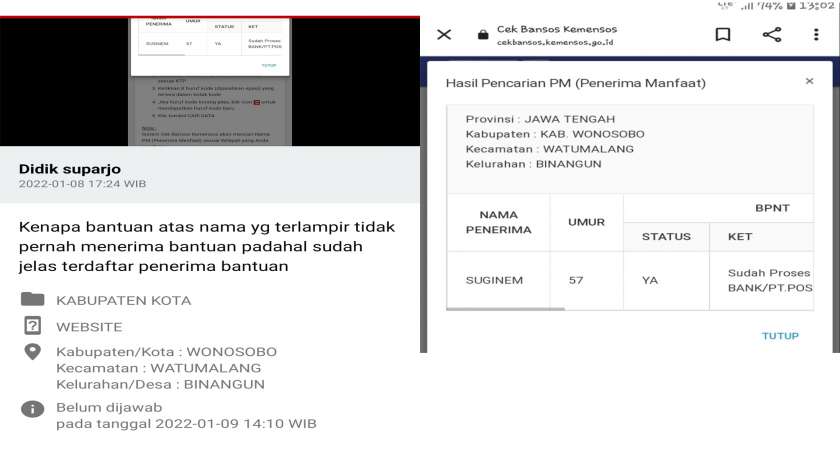 PENERIMA
UMUR
STATUS
KET
SUGINEM 57 YA Sudah Proses
BANK/PT.POS
TUTUP
sesuai KTP
Didik suparjo
2022-01-08 17:24 WIB
Kenapa bantuan atas nama yg terlampir tidak
pernah menerima bantuan padahal sudah
jelas terdaftar penerima bantuan
KABUPATEN KOTA
WEBSITE
Kabupaten/Kota : WONOSOBO
Kecamatan : WATUMALANG
Kelurahan/Desa : BINANGUN
Belum dijawab
pada tanggal 2022-01-09 14:10 WIB
74% 13:02
Cek Bansos Kemensos
cekbansos.kemensos.go.id
Hasil Pencarian PM (Penerima Manfaat)
Provinsi : JAWA TENGAH
Kabupaten : KAB. WONOSOBO
Kecamatan : WATUMALANG
Kelurahan : BINANGUN
NAMA
PENERIMA
UMUR
BPNT
STATUS
KET
SUGINEM
57
YA
Sudah Proses
BANK/PT.POS
TUTUP